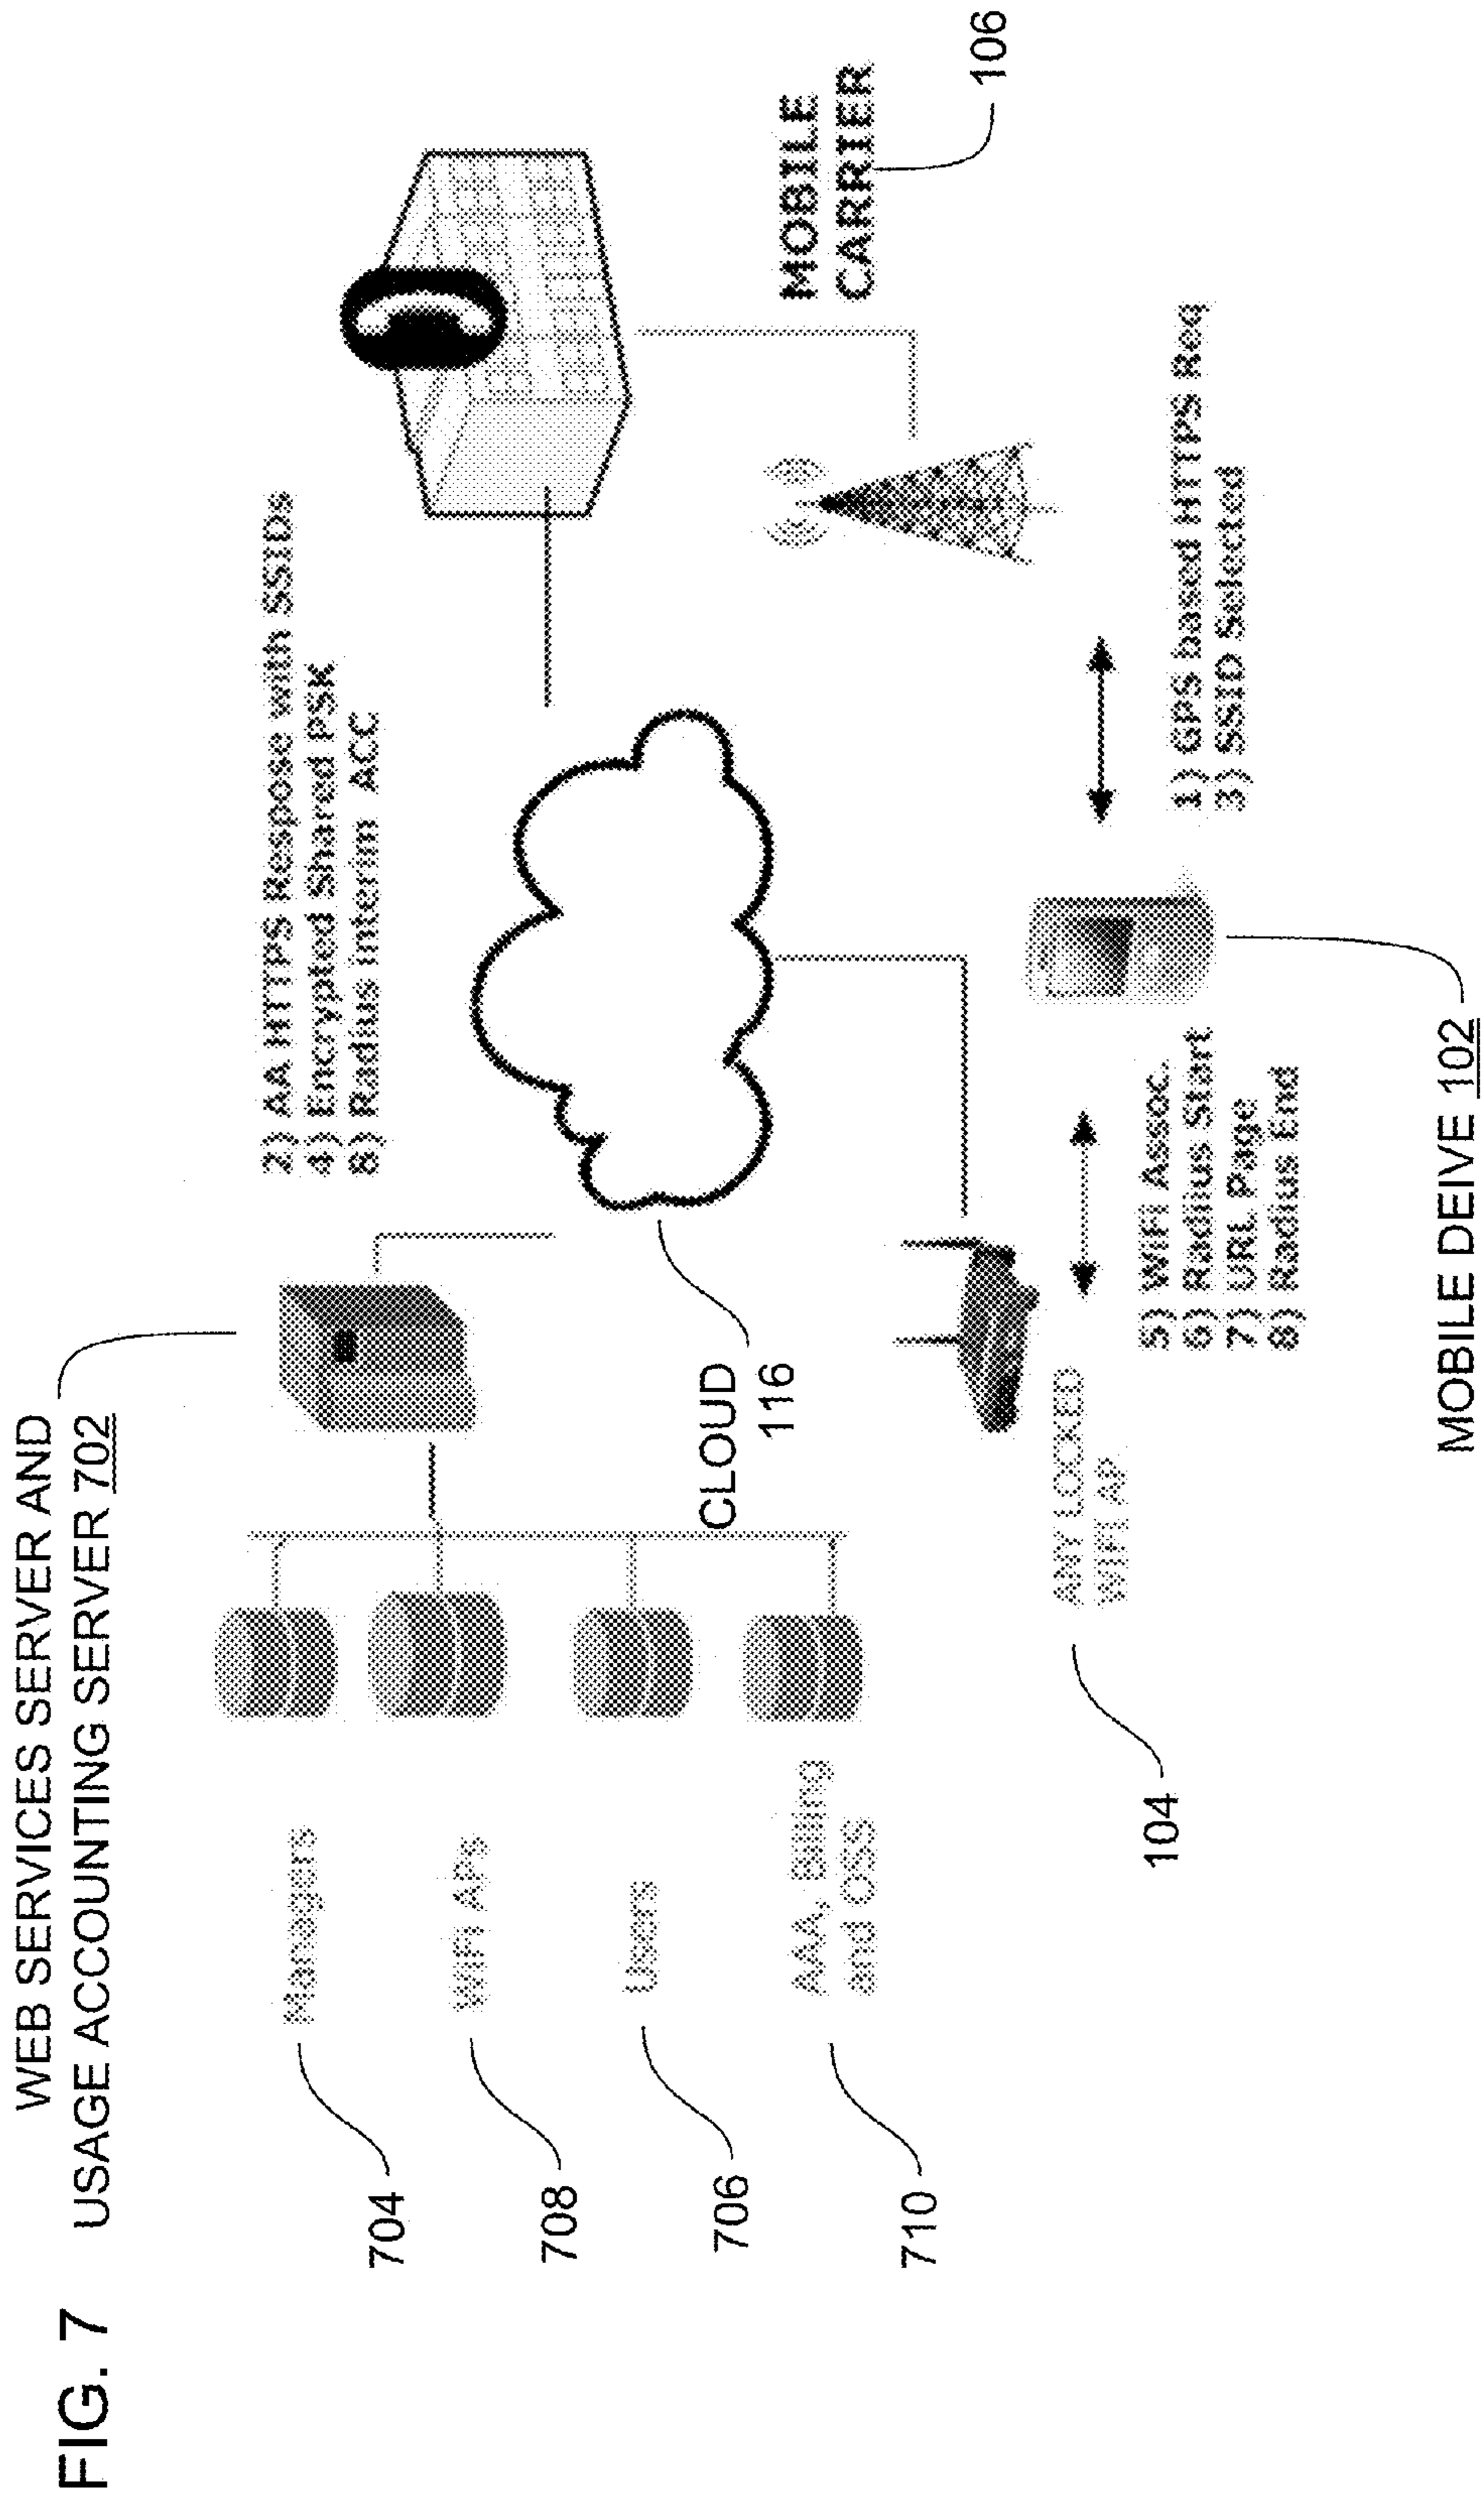 FIG. 7
WEB SERVICES SERVER AND
USAGE ACCOUNTING SERVER 702
2) AA HTTPS Respose with SSIDs
4) Encrypted Shared PSK
8) Radius interim ACC
704
Managers
708
WiFi APs
706
Users
710
AAA, Billing
and OSS
CLOUD
116
MOBILE
CARRIER
106
104
ANY LOCKED
WIFI AP
5) WiFi Assoc.
6) Radius Start
7) URL Page
8) Radius End
1) GPS based HTTPS Req
3) SSID Selected
MOBILE DEIVE 102